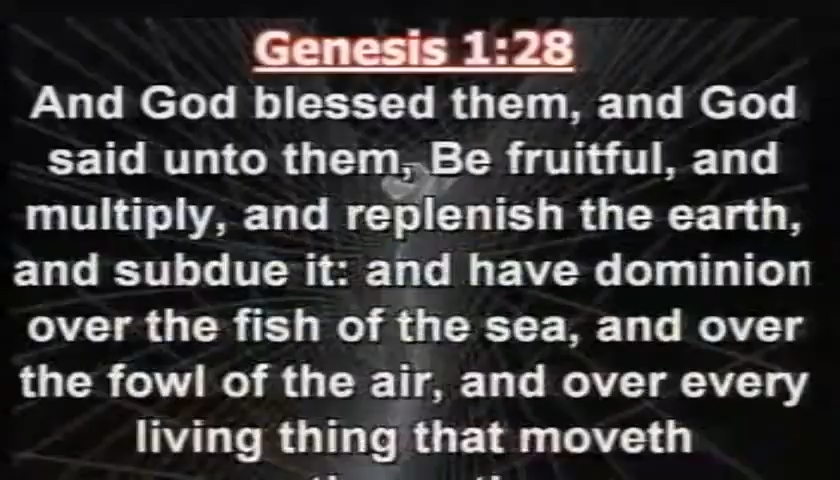 Genesis 1:28
And God blessed them, and God
said unto them, Be fruitful, and
multiply, and replenish the earth,
and subdue it: and have dominion
over the fish of the sea, and over
the fowl of the air, and over every
living thing that moveth